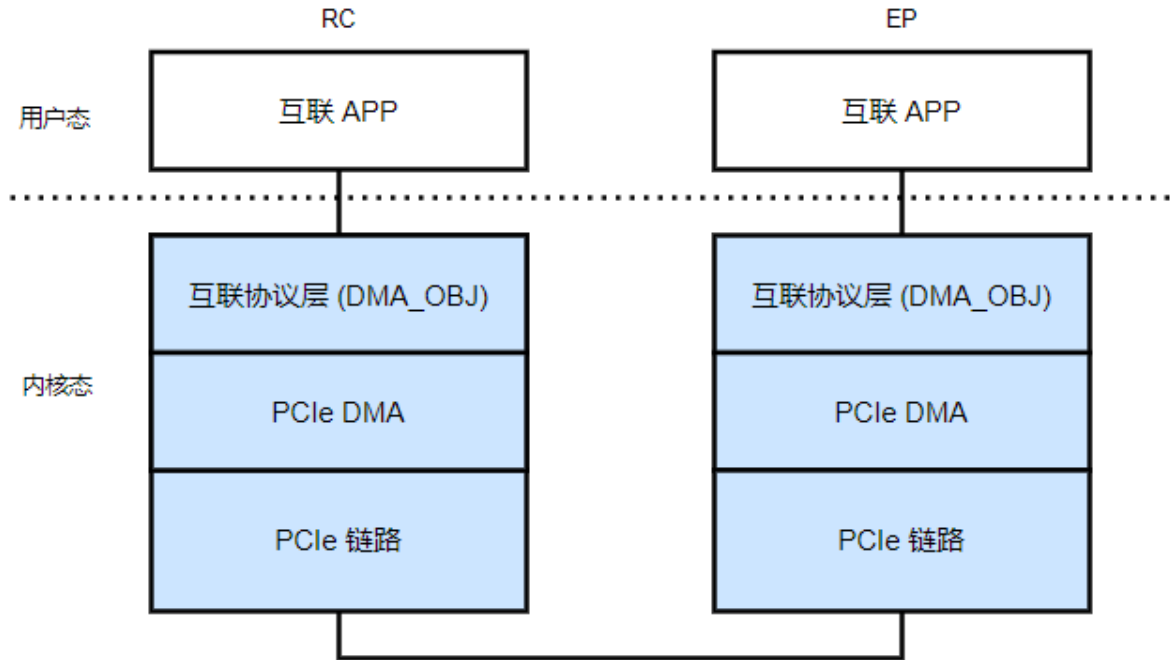 RC
EP
用户态
互联 APP
互联 APP
互联协议层 (DMA_OBJ)
互联协议层 (DMA_OBJ)
内核态
PCIe DMA
PCIe DMA
PCIe 链路
PCIe 链路